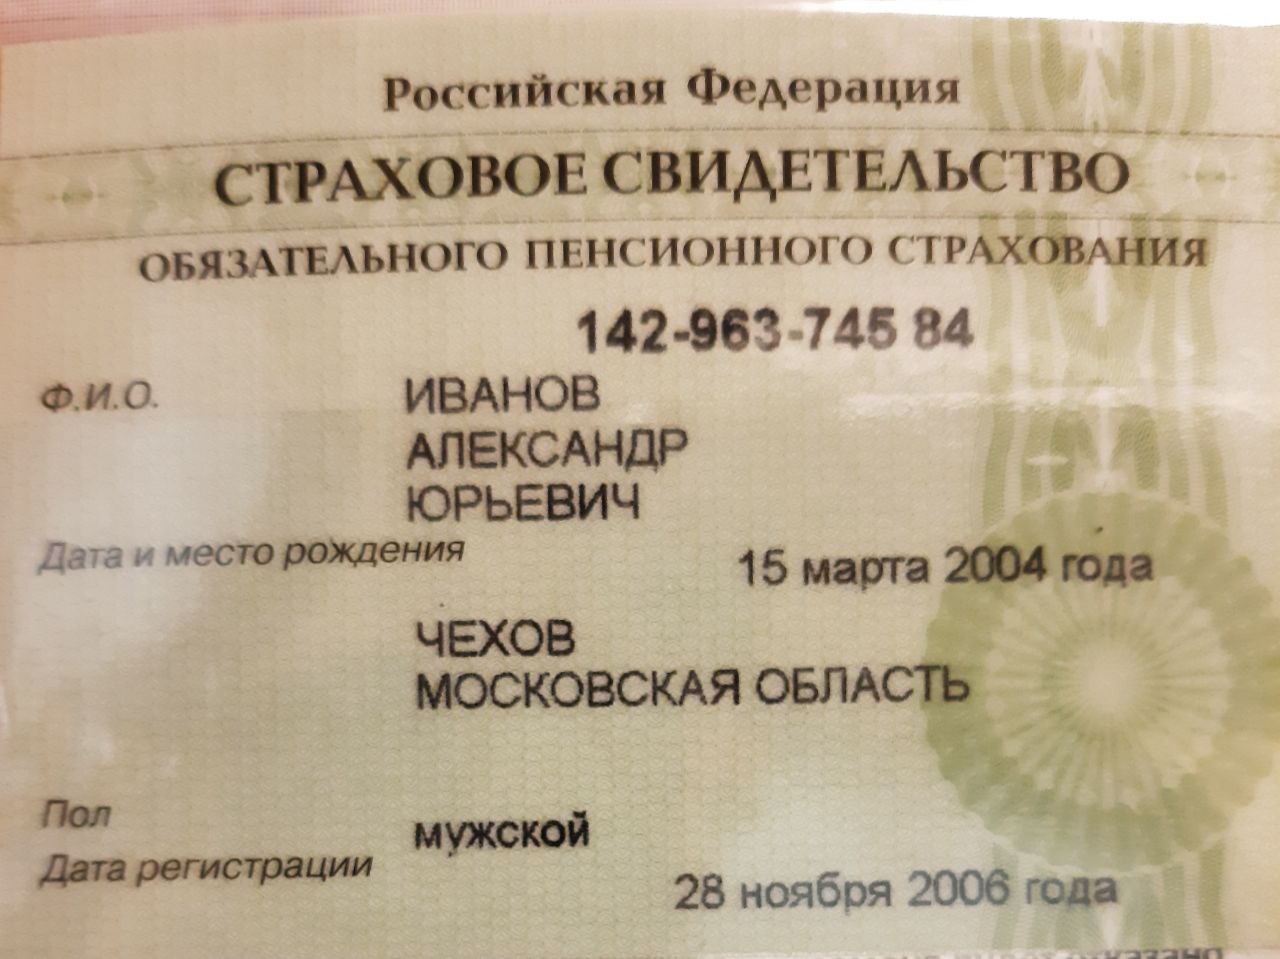 Российская Федерация
СТРАХОВОЕ СВИДЕТЕЛЬСТВО
ОБЯЗАТЕЛЬНОГО ПЕНСИОННОГО СТРАХОВАНИЯ
142-963-745 84
Ф.И.О. ИВАНОВ
АЛЕКСАНДР
ЮРЬЕВИЧ
Дата и место рождения 15 марта 2004 года
ЧЕХОВ
МОСКОВСКАЯ ОБЛАСТЬ
Пол мужской
Дата регистрации 28 ноября 2006 года